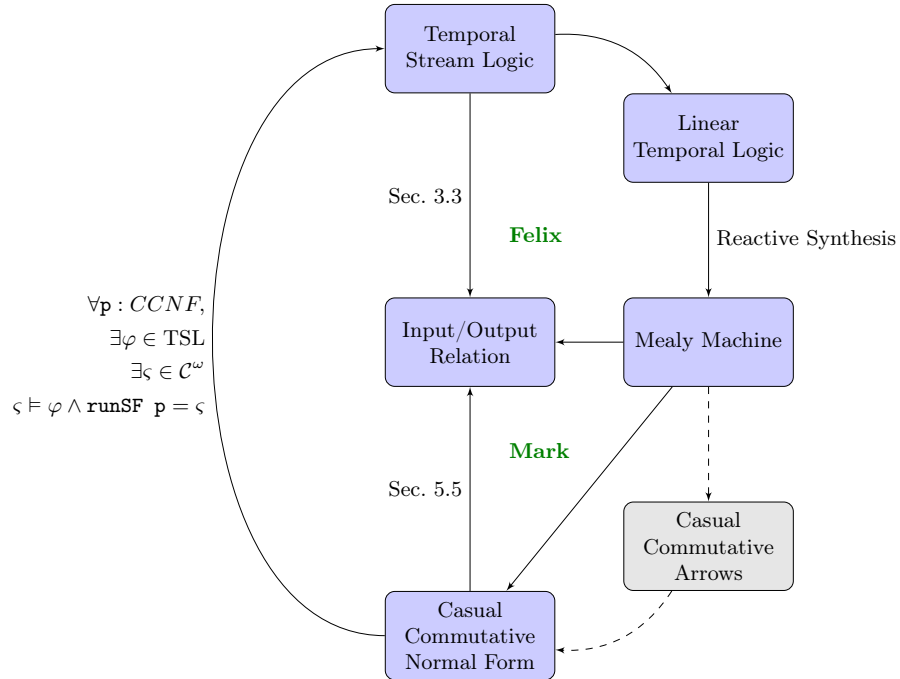 Temporal
Stream Logic
Linear
Temporal Logic
Sec. 3.3
Felix
Reactive Synthesis
∀p : CCNF,
∃φ ∈ TSL
∃ς ∈ 𝒞^ω
ς ⊨ φ ∧ runSF p = ς
Input/Output
Relation
Mealy Machine
Mark
Sec. 5.5
Casual
Commutative
Arrows
Casual
Commutative
Normal Form